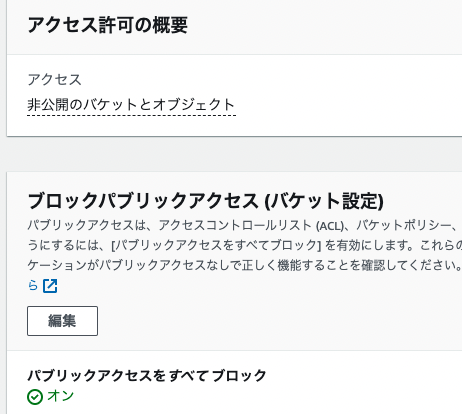 アクセス許可の概要
アクセス
非公開のバケットとオブジェクト
ブロックパブリックアクセス (バケット設定)
パブリックアクセスは、アクセスコントロールリスト (ACL)、バケットポリシー、
うにするには、[パブリックアクセスをすべてブロック] を有効にします。これらの
ケーションがパブリックアクセスなしで正しく機能することを確認してください。
ら
編集
パブリックアクセスをすべてブロック
オン